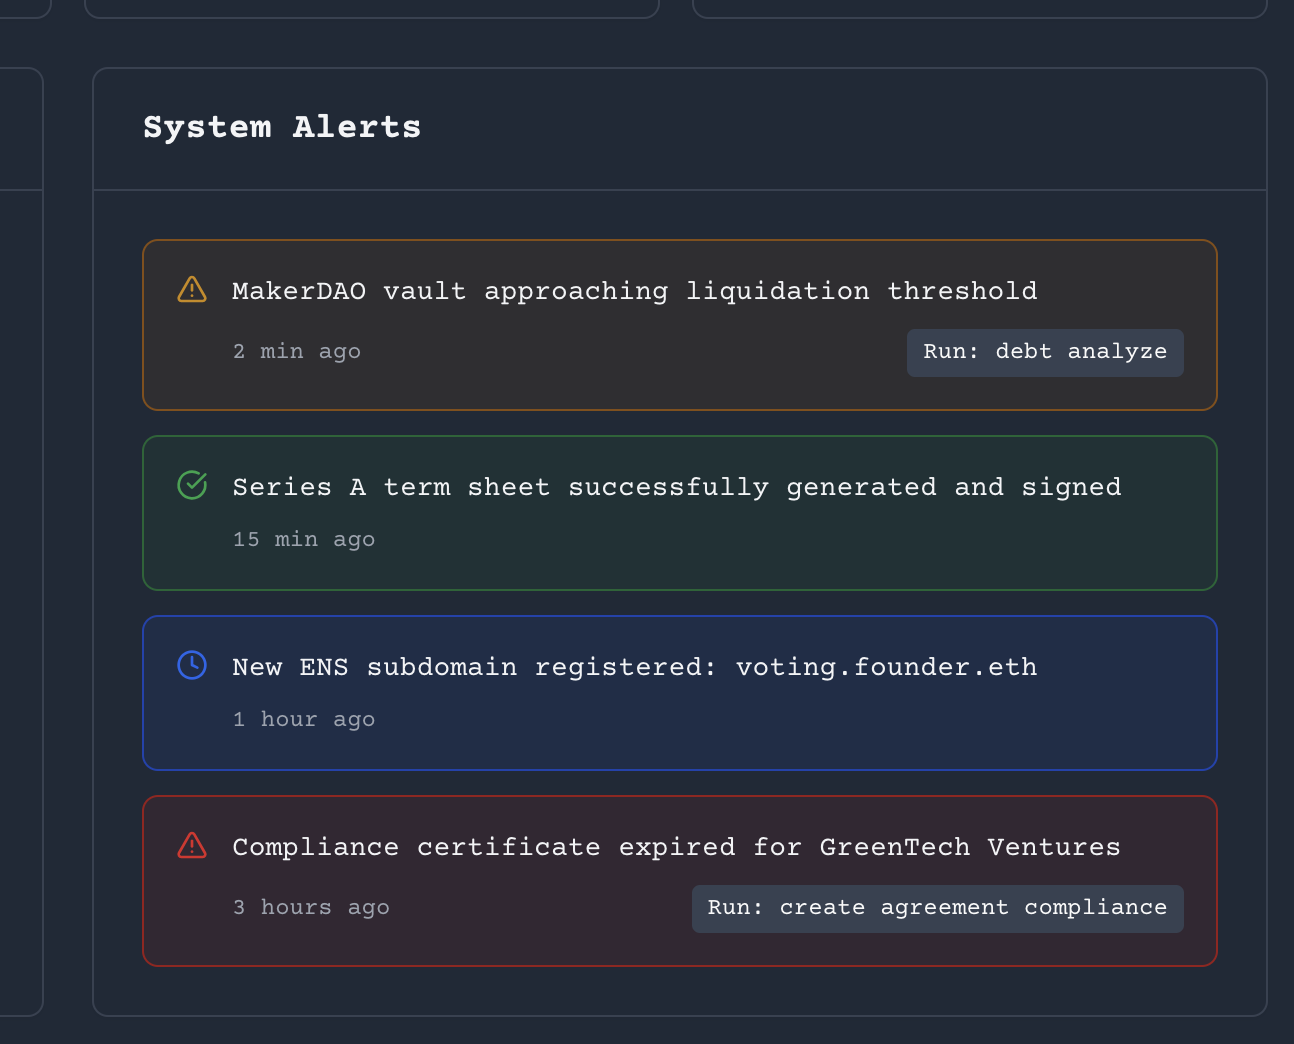 System Alerts
MakerDAO vault approaching liquidation threshold
2 min ago
Run: debt analyze
Series A term sheet successfully generated and signed
15 min ago
New ENS subdomain registered: voting.founder.eth
1 hour ago
Compliance certificate expired for GreenTech Ventures
3 hours ago
Run: create agreement compliance